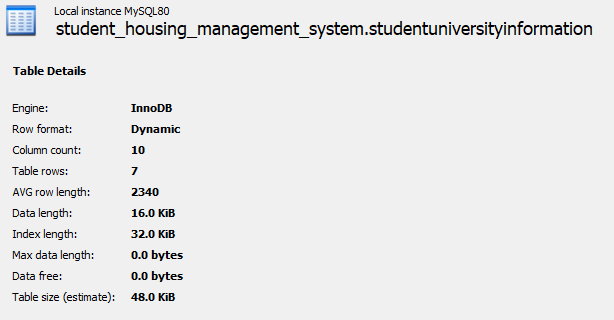 Local instance MySQL80
student_housing_management_system.studentuniversityinformation
Table Details
Engine: InnoDB
Row format: Dynamic
Column count: 10
Table rows: 7
AVG row length: 2340
Data length: 16.0 KiB
Index length: 32.0 KiB
Max data length: 0.0 bytes
Data free: 0.0 bytes
Table size (estimate): 48.0 KiB